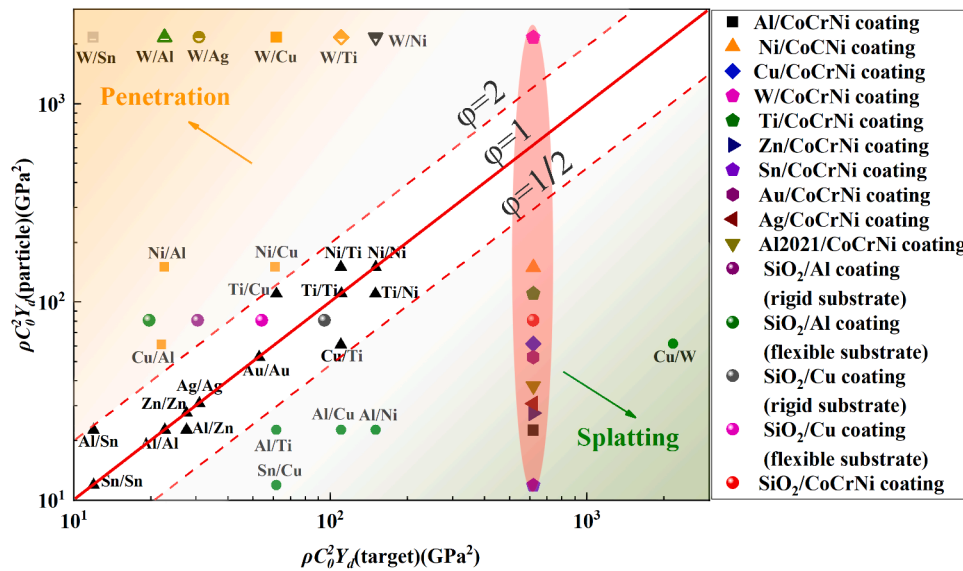 W/Sn W/Al W/Ag W/Cu W/Ti W/Ni
Penetration
φ=2
φ=1
φ=1/2
Ni/Al Ni/Cu Ni/Ti Ni/Ni
Ti/Cu Ti/Ti Ti/Ni
Cu/Al Cu/Ti Cu/W
Au/Au
Ag/Ag
Zn/Zn
Al/Sn Al/Al Al/Zn Al/Cu Al/Ni
Al/Ti
Sn/Cu
Sn/Sn
Splatting
10³
10²
10¹
10¹ 10² 10³
ρC₀²Y_d(particle)(GPa²)
ρC₀²Y_d(target)(GPa²)
Al/CoCrNi coating
Ni/CoCNi coating
Cu/CoCrNi coating
W/CoCrNi coating
Ti/CoCrNi coating
Zn/CoCrNi coating
Sn/CoCrNi coating
Au/CoCrNi coating
Ag/CoCrNi coating
Al2021/CoCrNi coating
SiO₂/Al coating
(rigid substrate)
SiO₂/Al coating
(flexible substrate)
SiO₂/Cu coating
(rigid substrate)
SiO₂/Cu coating
(flexible substrate)
SiO₂/CoCrNi coating